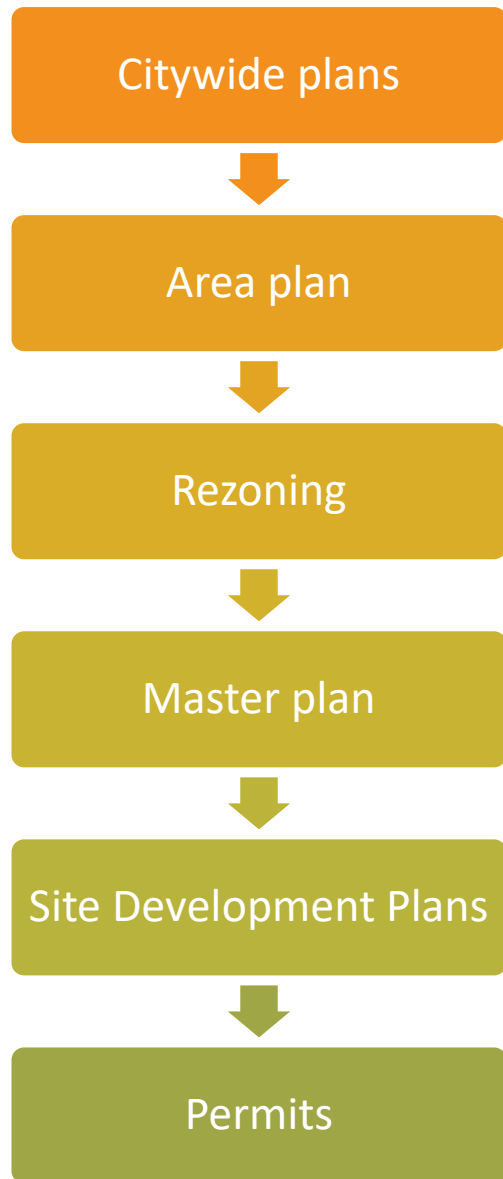 Citywide plans
Area plan
Rezoning
Master plan
Site Development Plans
Permits